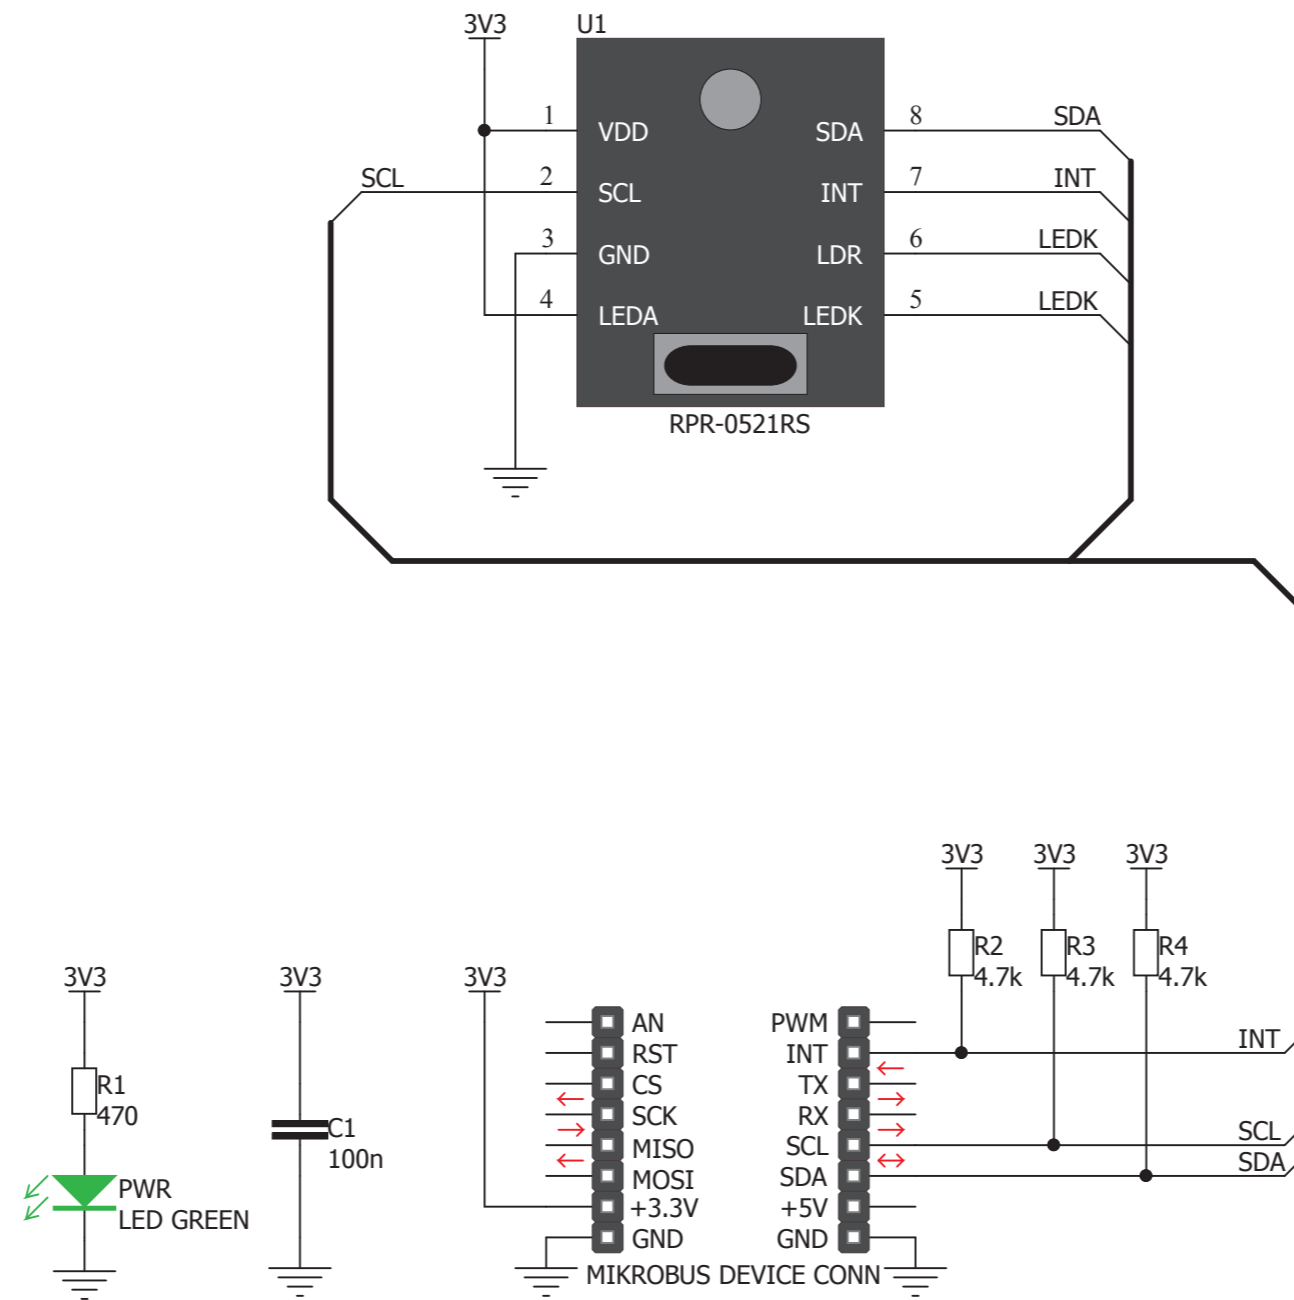 3V3
U1
1
VDD
SDA
8
SDA
SCL
2
SCL
INT
7
INT
3
GND
LDR
6
LEDK
4
LEDA
LEDK
5
LEDK
RPR-0521RS
3V3
3V3
3V3
R2
4.7k
R3
4.7k
R4
4.7k
3V3
3V3
3V3
R1
470
PWR
LED GREEN
C1
100n
AN
PWM
RST
INT
INT
CS
TX
SCK
RX
MISO
SCL
SCL
MOSI
SDA
SDA
+3.3V
+5V
GND
GND
MIKROBUS DEVICE CONN